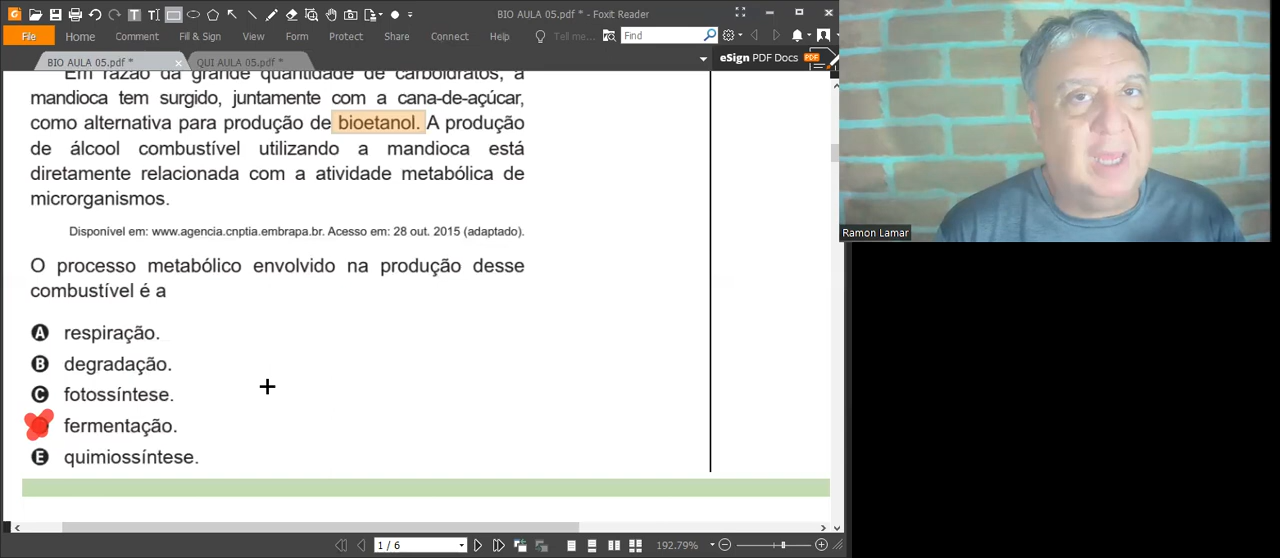 BIO AULA 05.pdf * - Foxit Reader
File Home Comment Fill & Sign View Form Protect Share Connect Help Tell me... Find
BIO AULA 05.pdf * QUI AULA 05.pdf * eSign PDF Docs PDF
Em razão da grande quantidade de carboidratos, a
mandioca tem surgido, juntamente com a cana-de-açúcar,
como alternativa para produção de bioetanol. A produção
de álcool combustível utilizando a mandioca está
diretamente relacionada com a atividade metabólica de
microrganismos.
Disponível em: www.agencia.cnptia.embrapa.br. Acesso em: 28 out. 2015 (adaptado).
O processo metabólico envolvido na produção desse
combustível é a
A respiração.
B degradação.
C fotossíntese.
fermentação.
E quimiossíntese.
1 / 6 192.79%
Ramon Lamar